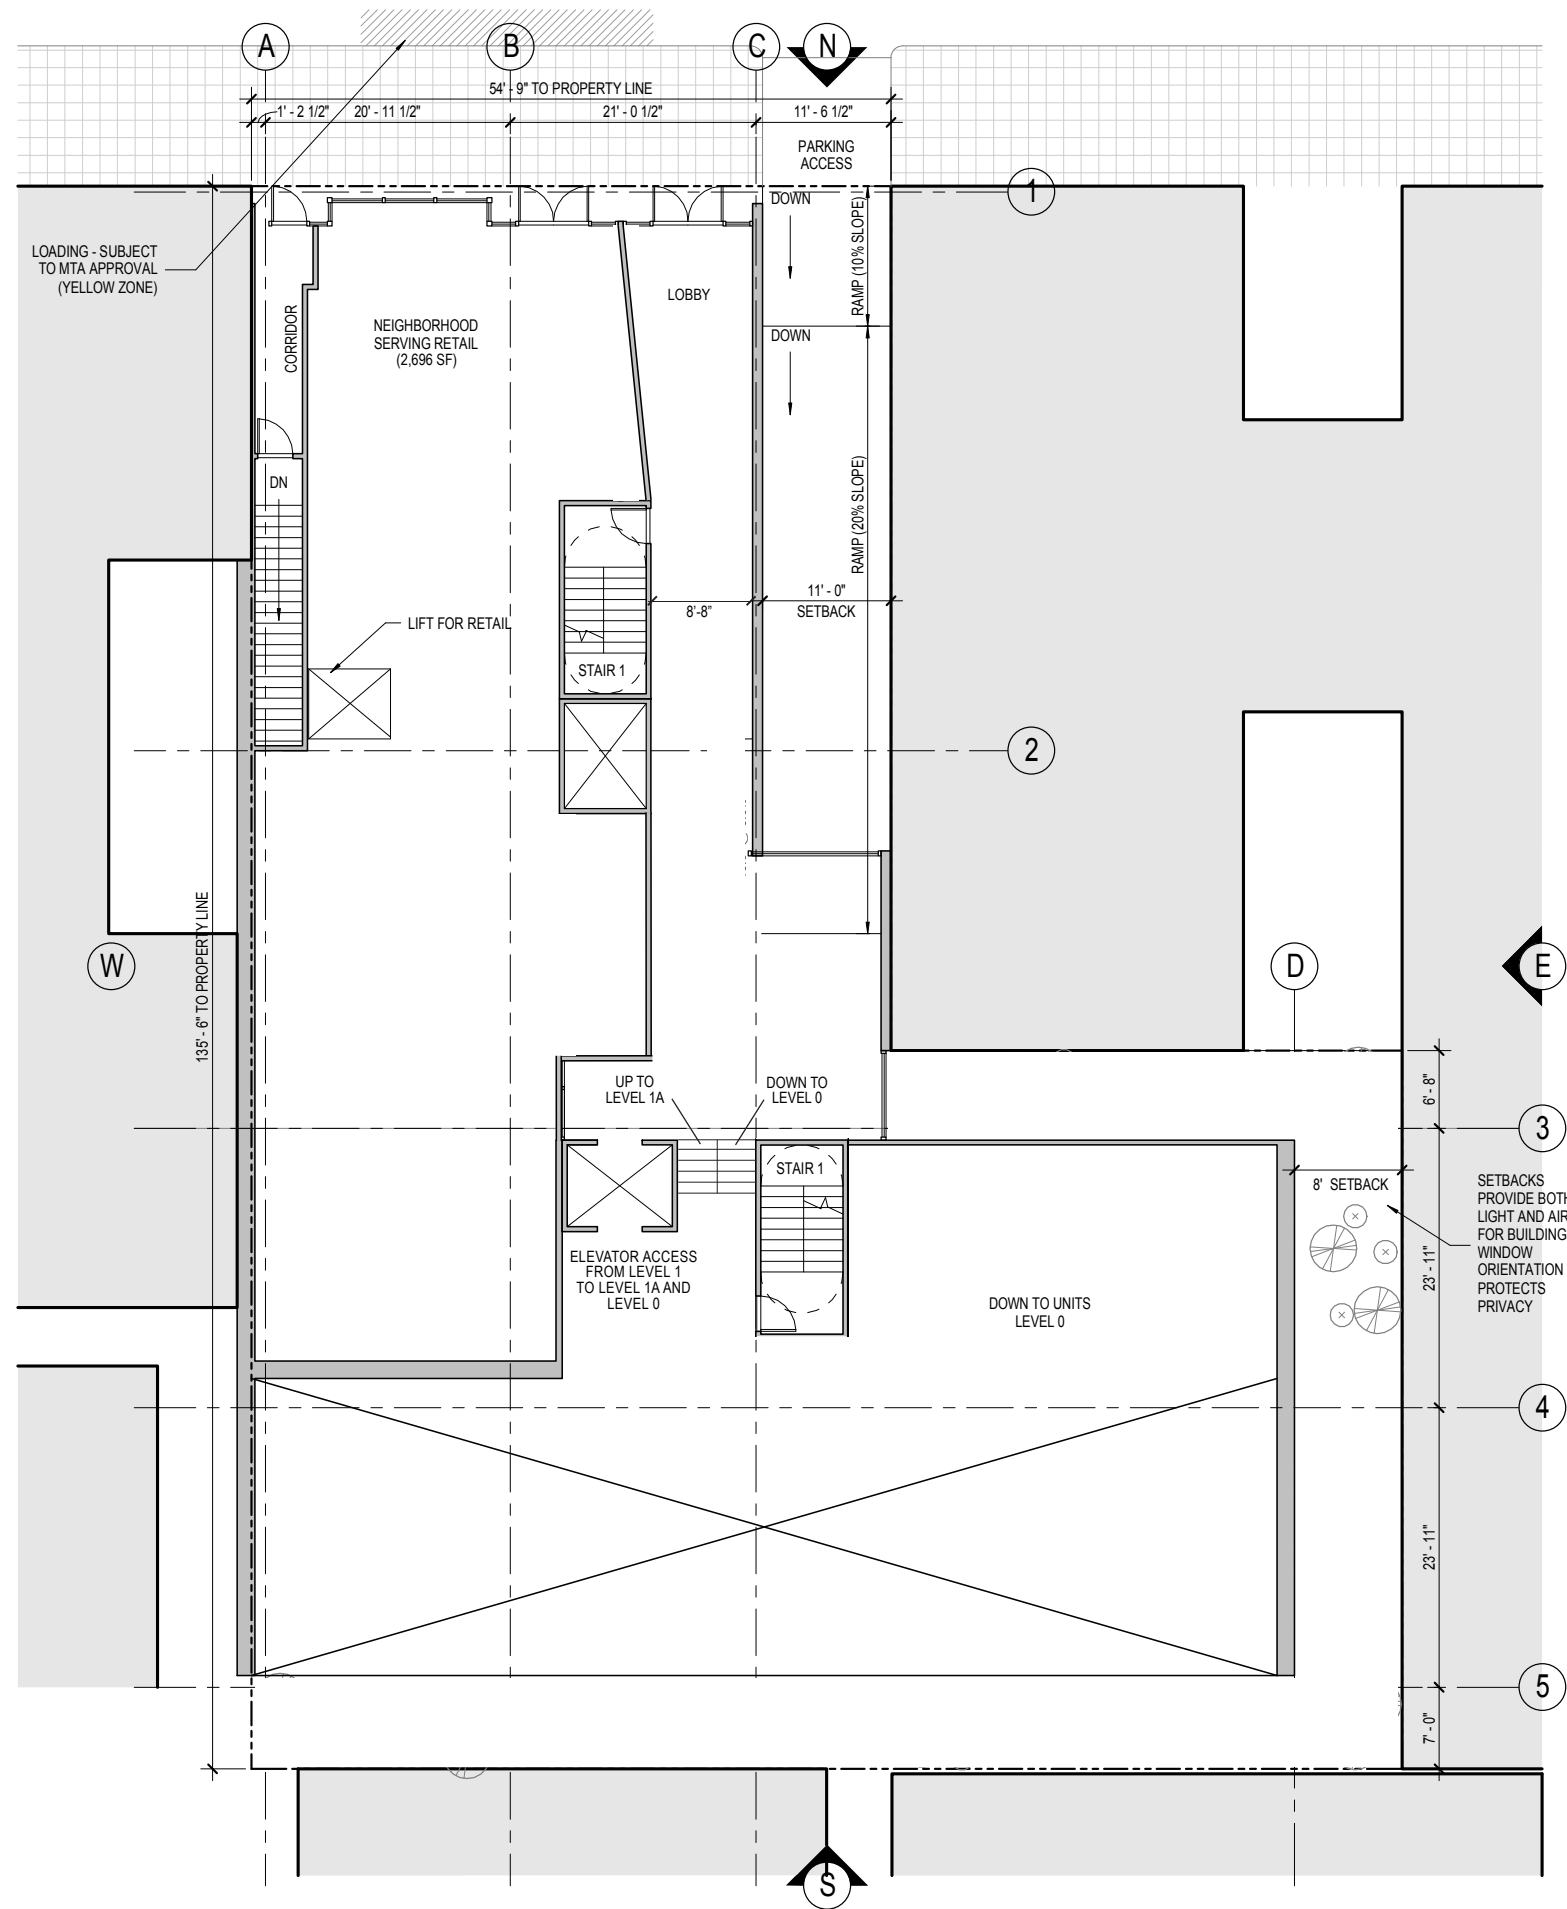 A
B
C
N
54' - 9" TO PROPERTY LINE
1' - 2 1/2"
20' - 11 1/2"
21' - 0 1/2"
11' - 6 1/2"
PARKING
ACCESS
1
DOWN
RAMP (10% SLOPE)
LOADING - SUBJECT
TO MTA APPROVAL
(YELLOW ZONE)
CORRIDOR
NEIGHBORHOOD
SERVING RETAIL
(2,696 SF)
LOBBY
DOWN
RAMP (20% SLOPE)
DN
11' - 0"
SETBACK
8'-8"
LIFT FOR RETAIL
STAIR 1
2
135' - 6" TO PROPERTY LINE
W
D
E
UP TO
LEVEL 1A
DOWN TO
LEVEL 0
6' - 8"
3
STAIR 1
8' SETBACK
SETBACKS
PROVIDE BOTH
LIGHT AND AIR
FOR BUILDING
WINDOW
ORIENTATION
PROTECTS
PRIVACY
23' - 11"
ELEVATOR ACCESS
FROM LEVEL 1
TO LEVEL 1A AND
LEVEL 0
DOWN TO UNITS
LEVEL 0
4
23' - 11"
5
7' - 0"
S